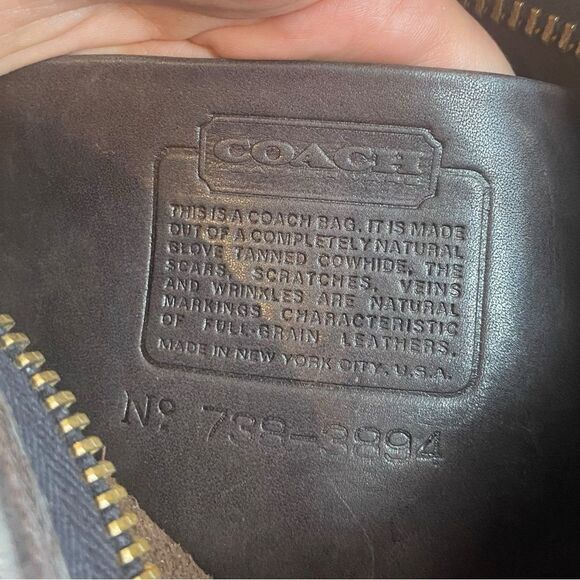 COACH
THIS IS A COACH BAG. IT IS MADE
OUT OF A COMPLETELY NATURAL
GLOVE TANNED COWHIDE, THE
SCARS, SCRATCHES, VEINS
AND WRINKLES ARE NATURAL
MARKINGS CHARACTERISTIC
OF FULL-GRAIN LEATHERS.
MADE IN NEW YORK CITY, U.S.A.
Nº 738-3894